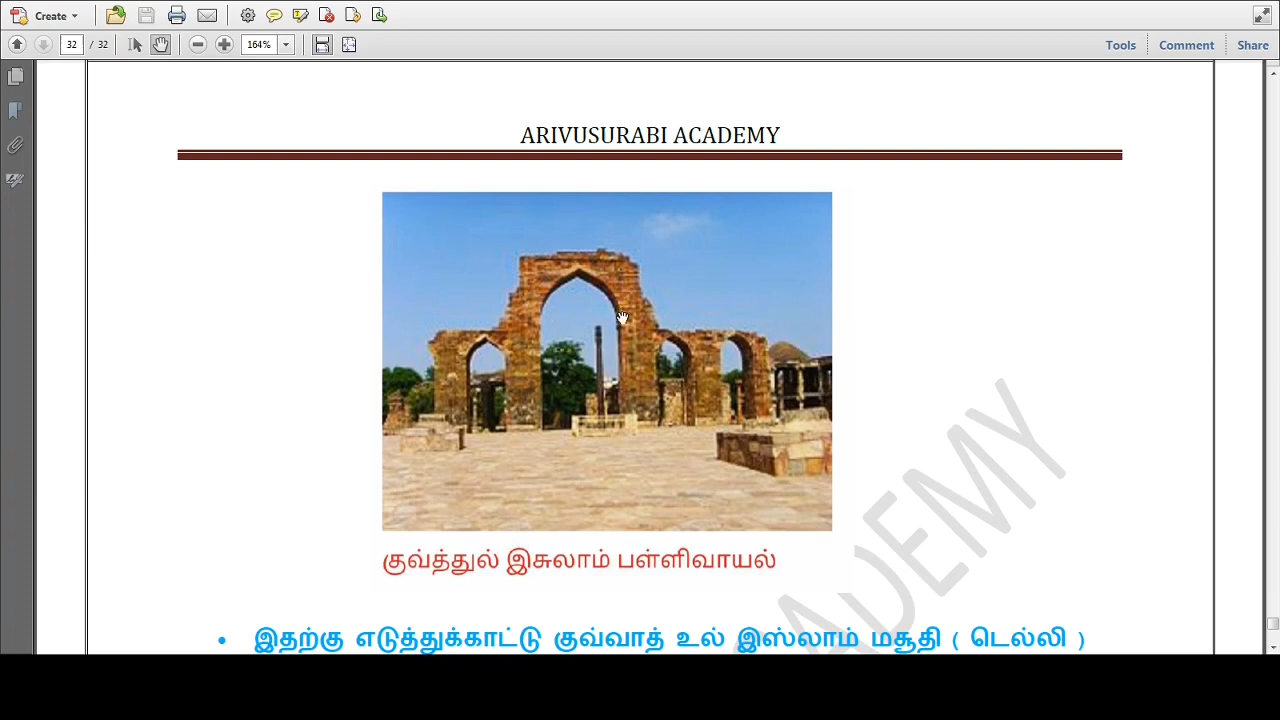 Create
32 / 32
164%
Tools
Comment
Share
ARIVUSURABI ACADEMY
குவ்த்துல் இசுலாம் பள்ளிவாயல்
• இதற்கு எடுத்துக்காட்டு குவ்வாத் உல் இஸ்லாம் மசூதி ( டெல்லி )
ADEMY